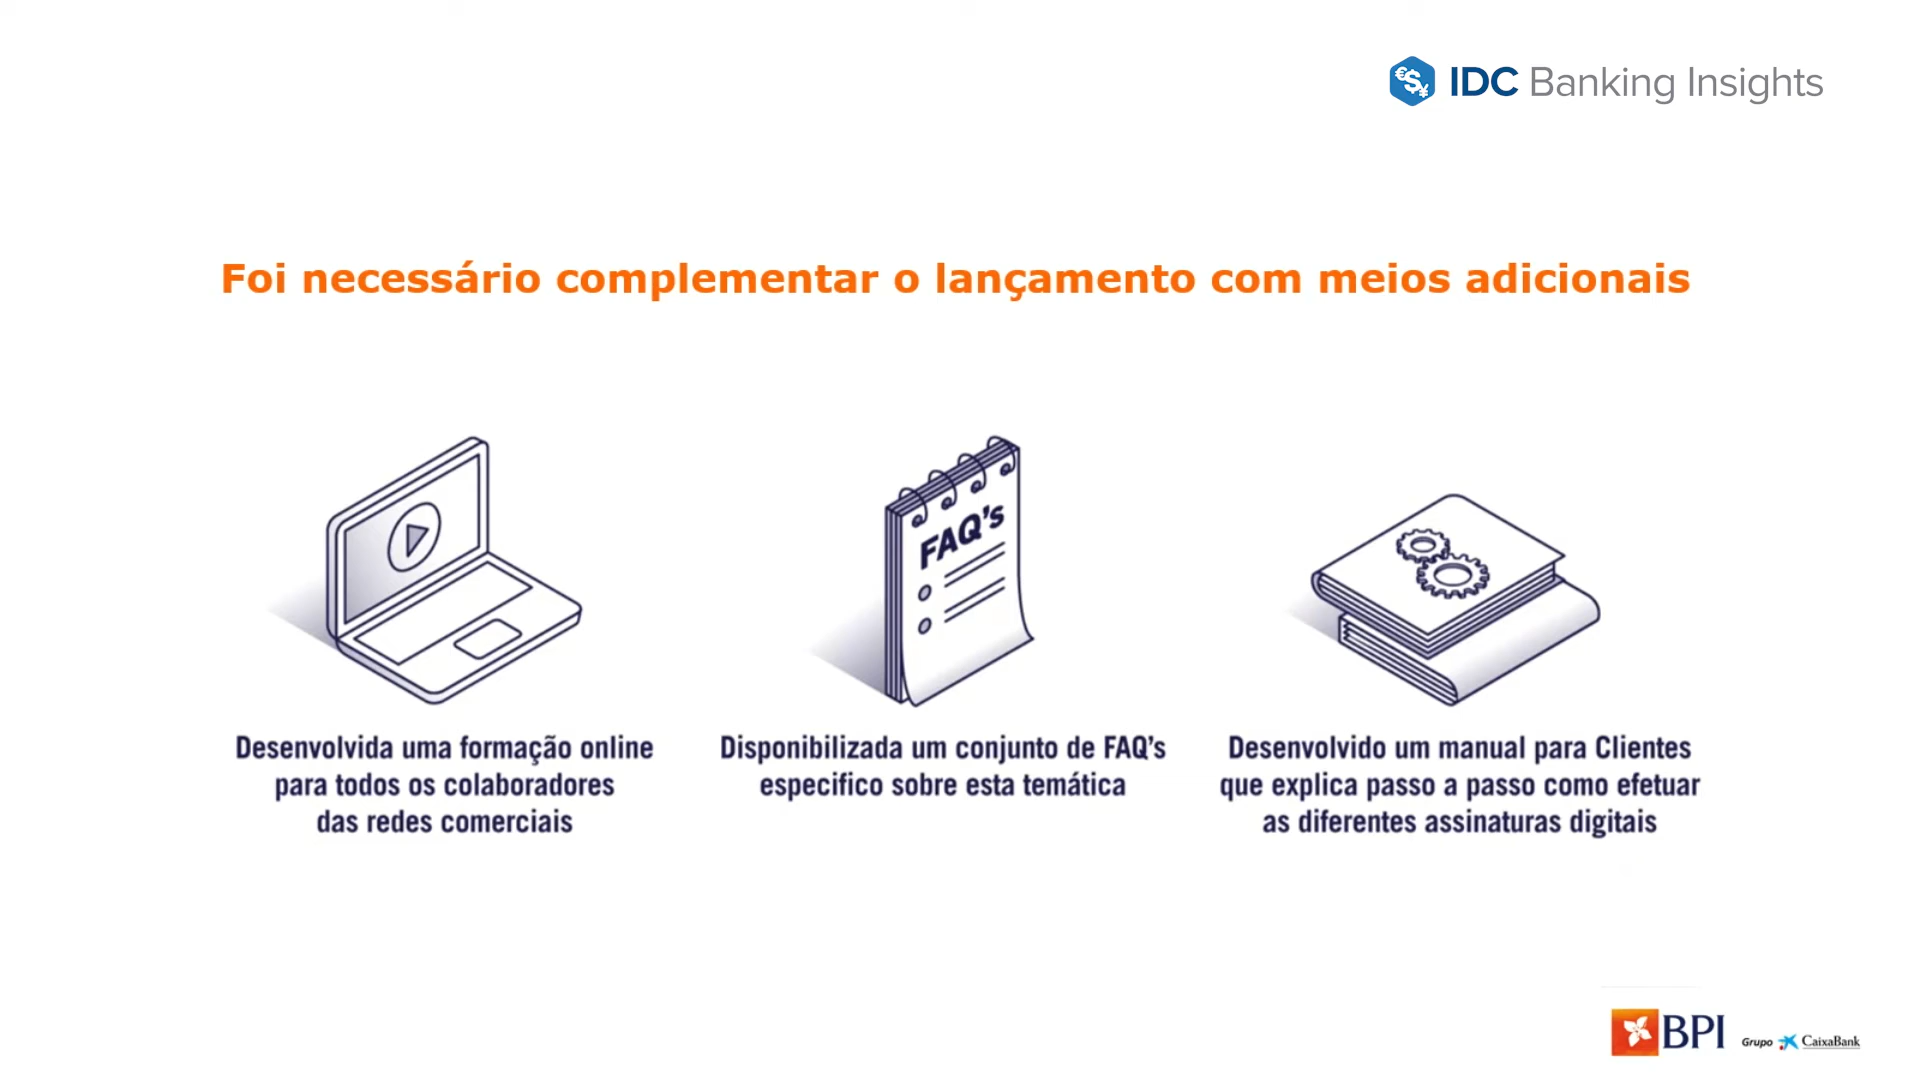 IDC Banking Insights
Foi necessário complementar o lançamento com meios adicionais
FAQ's
Desenvolvida uma formação online
para todos os colaboradores
das redes comerciais
Disponibilizada um conjunto de FAQ's
especifico sobre esta temática
Desenvolvido um manual para Clientes
que explica passo a passo como efetuar
as diferentes assinaturas digitais
BPI Grupo CaixaBank